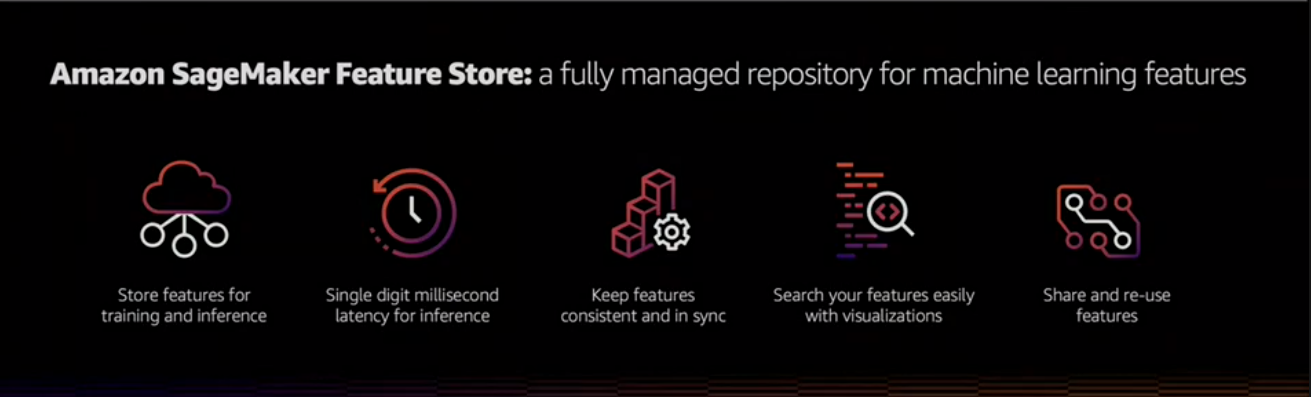 Amazon SageMaker Feature Store: a fully managed repository for machine learning features
Store features for
training and inference
Single digit millisecond
latency for inference
Keep features
consistent and in sync
Search your features easily
with visualizations
Share and re-use
features